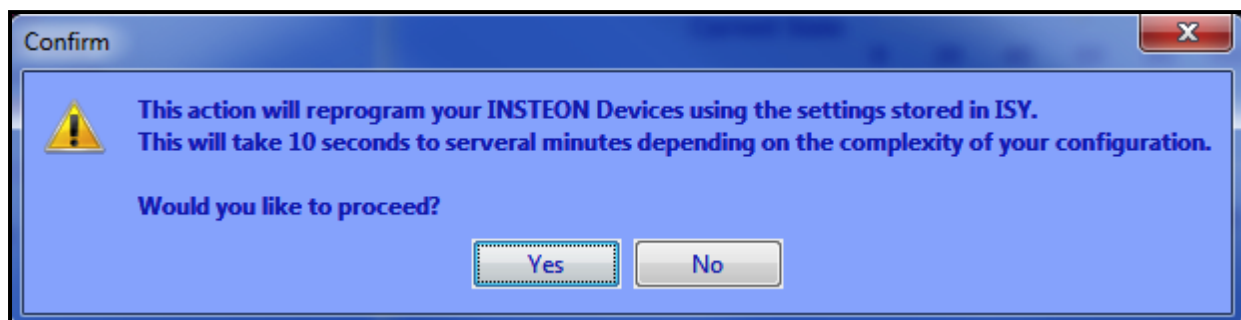 Confirm
This action will reprogram your INSTEON Devices using the settings stored in ISY.
This will take 10 seconds to serveral minutes depending on the complexity of your configuration.
Would you like to proceed?
Yes
No